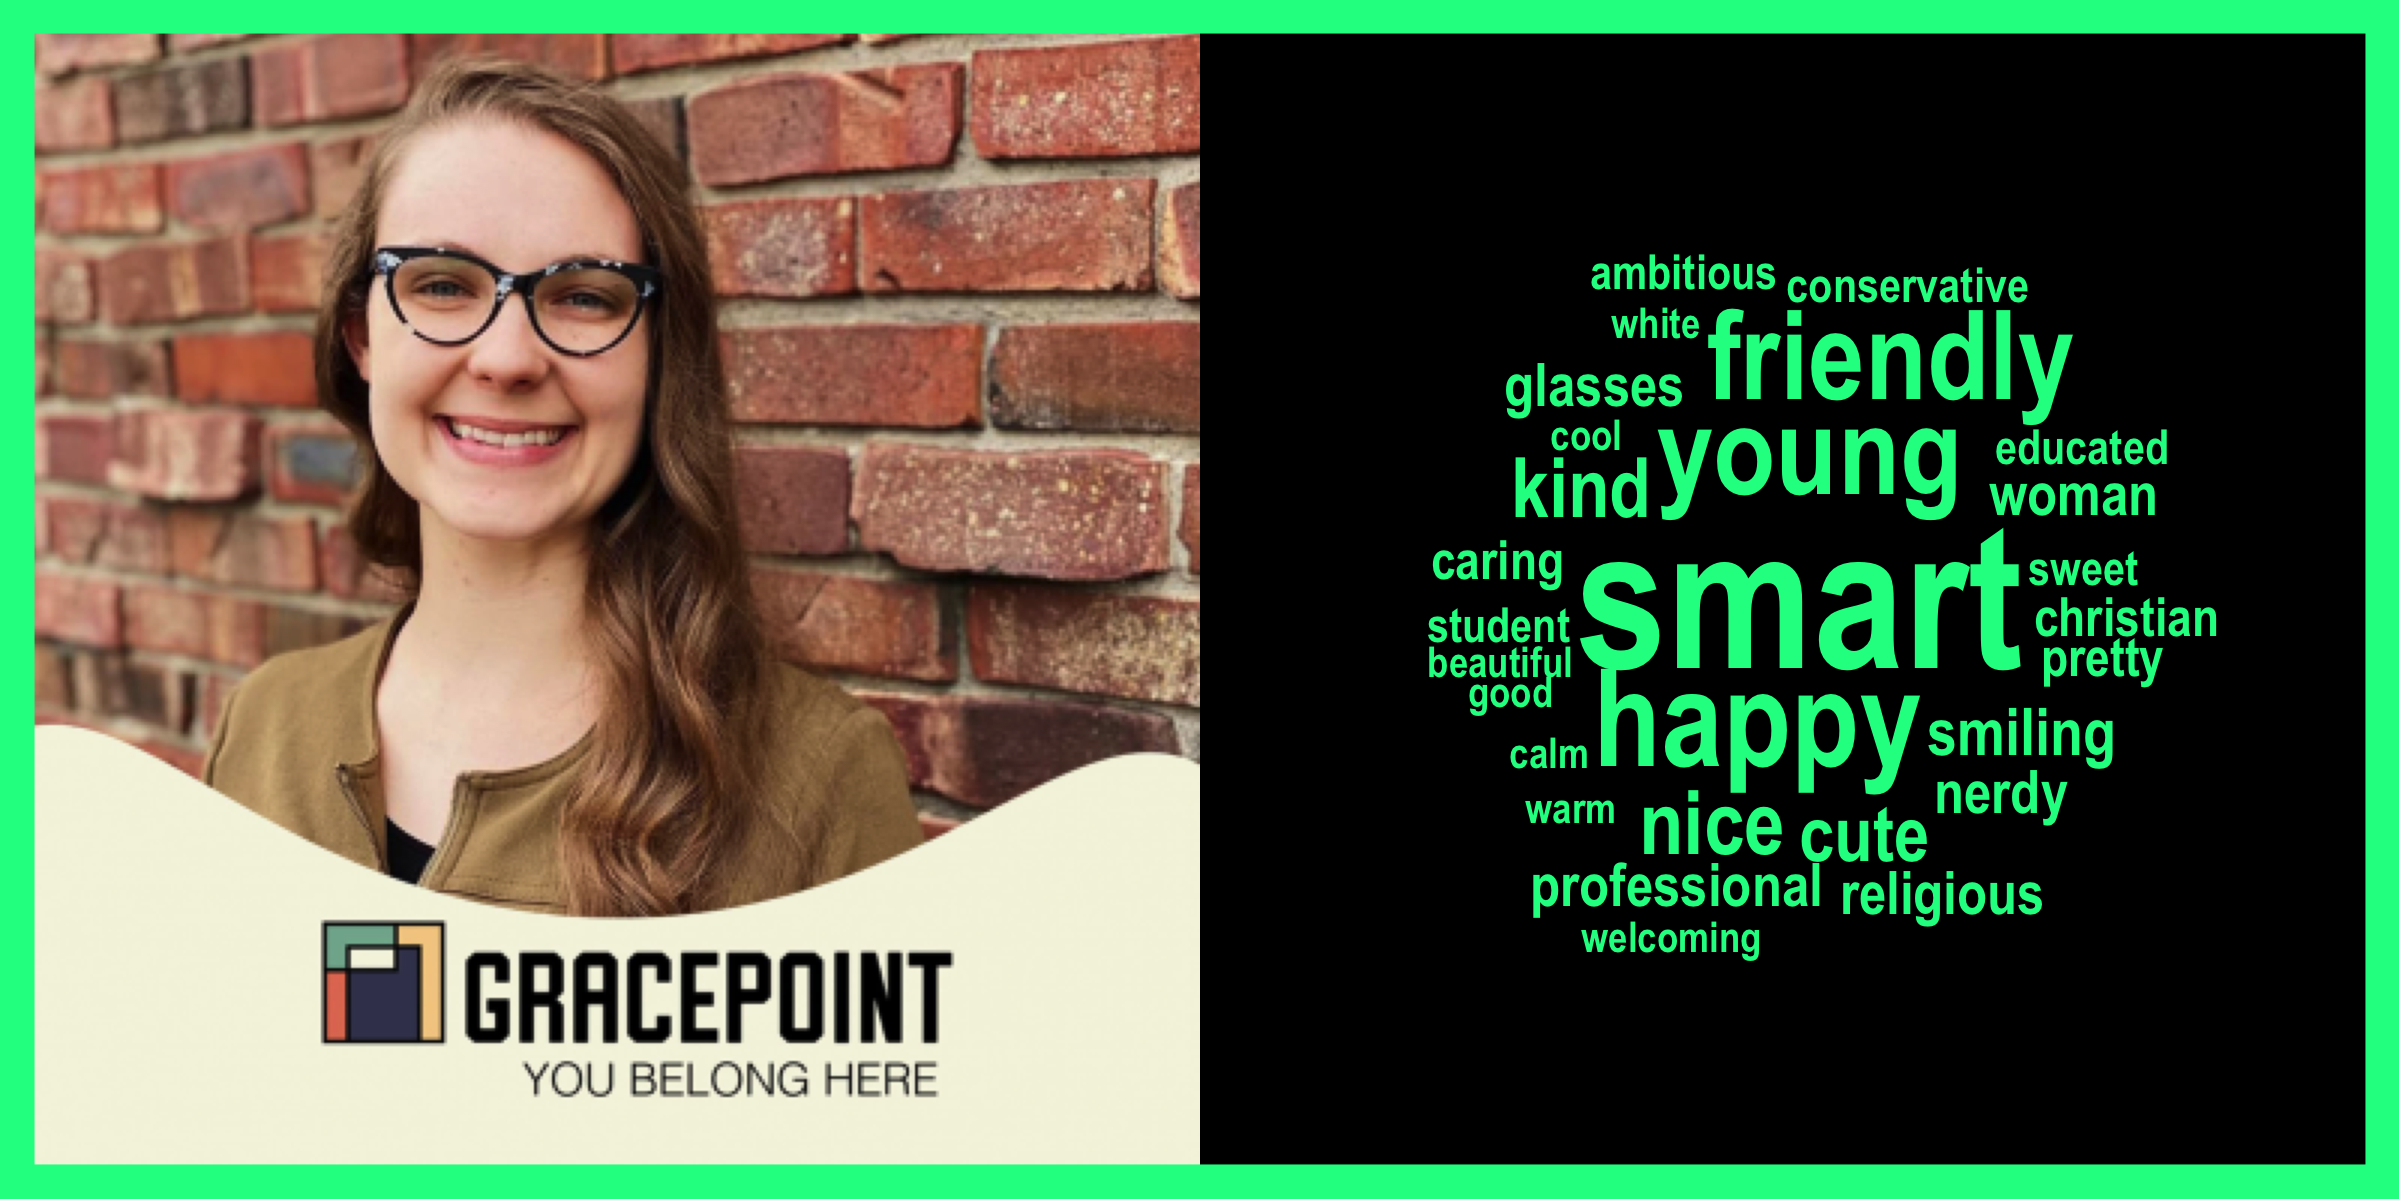 GRACEPOINT
YOU BELONG HERE
ambitious conservative
white friendly
glasses
cool young educated
kind woman
caring smart sweet
student christian
beautiful pretty
good happy smiling
calm nerdy
warm nice cute
professional religious
welcoming